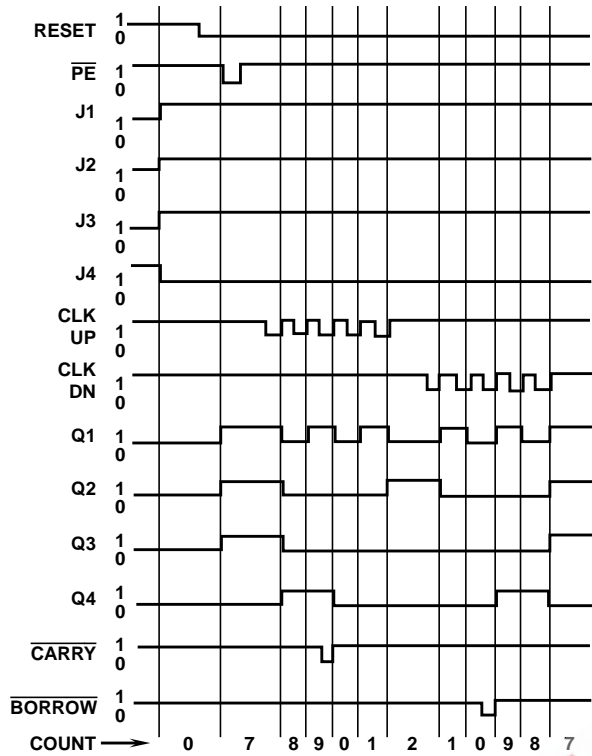 RESET 1
0
PE 1
0
J1 1
0
J2 1
0
J3 1
0
J4 1
0
CLK UP 1
0
CLK DN 1
0
Q1 1
0
Q2 1
0
Q3 1
0
Q4 1
0
CARRY 1
0
BORROW 1
0
COUNT 0 7 8 9 0 1 2 1 0 9 8 7